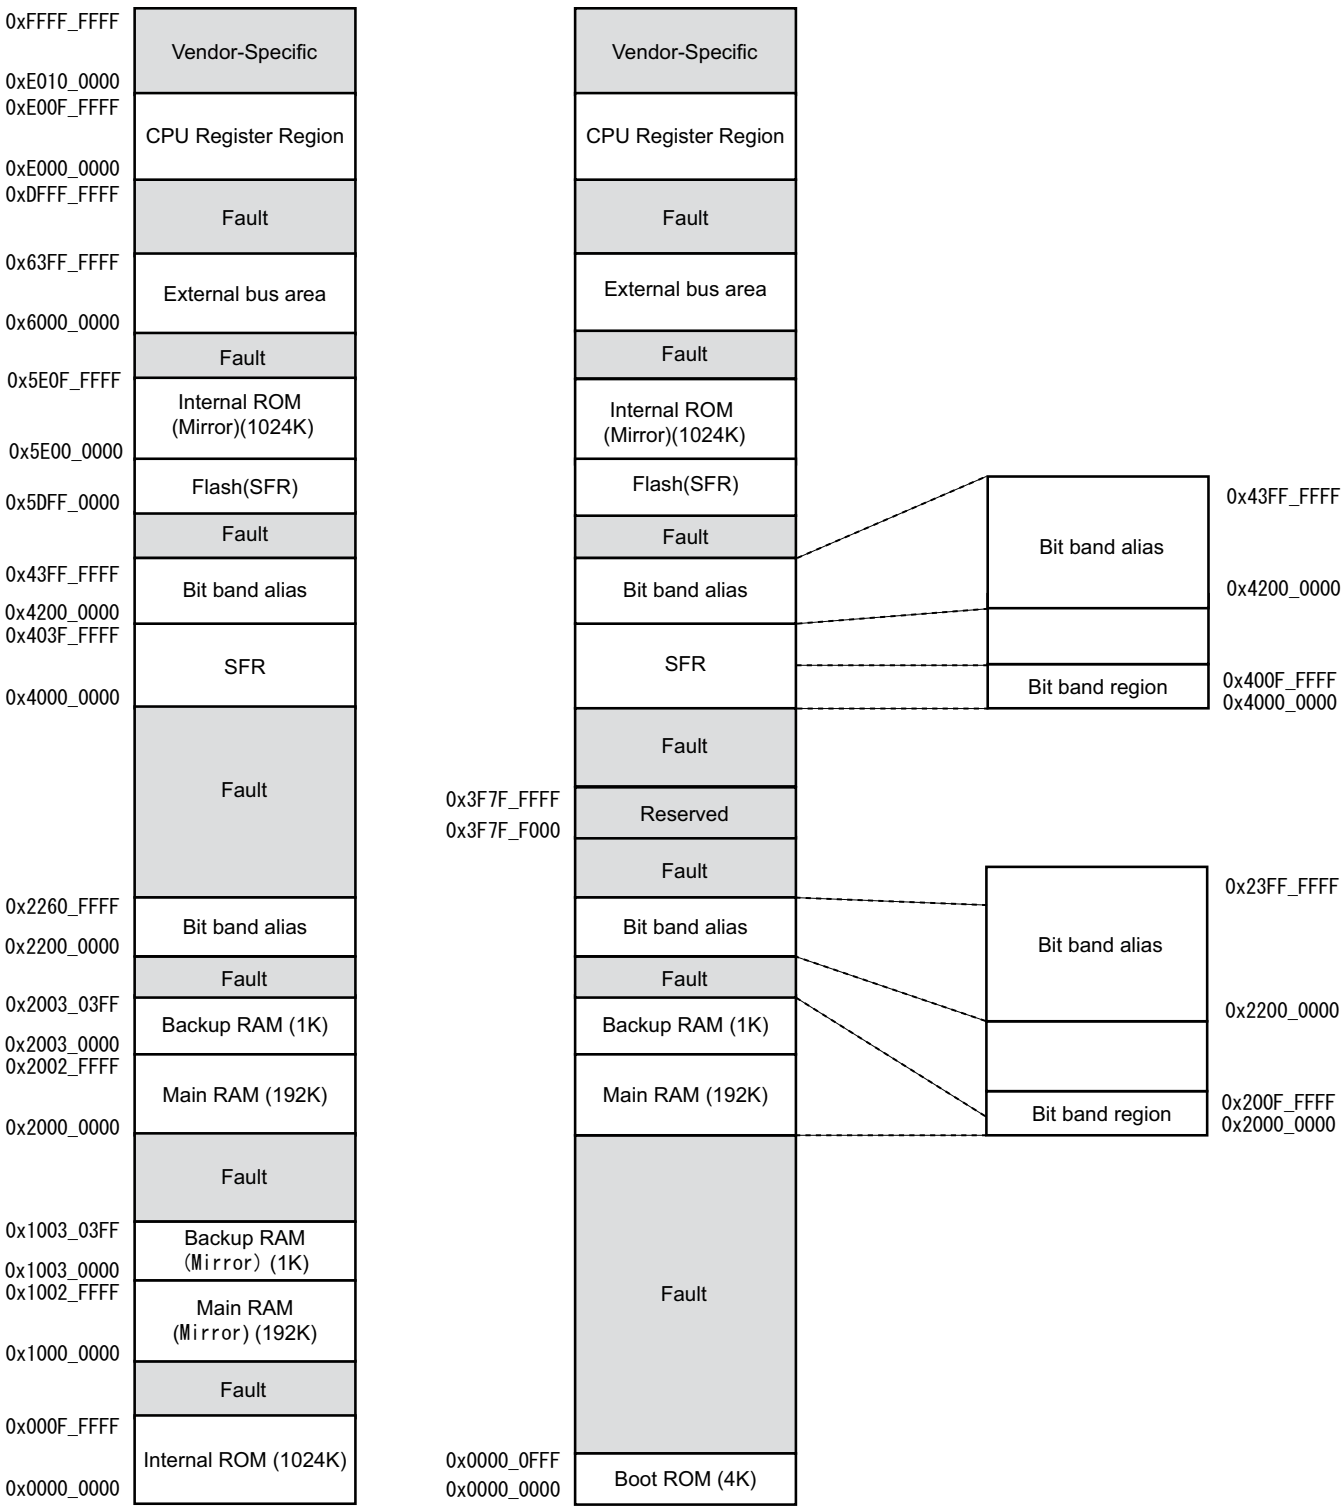 0xFFFF_FFFF
Vendor-Specific
0xE010_0000
0xE00F_FFFF
CPU Register Region
0xE000_0000
0xDFFF_FFFF
Fault
0x63FF_FFFF
External bus area
0x6000_0000
Fault
0x5E0F_FFFF
Internal ROM
(Mirror)(1024K)
0x5E00_0000
Flash(SFR)
0x5DFF_0000
Fault
0x43FF_FFFF
Bit band alias
0x4200_0000
0x403F_FFFF
SFR
0x4000_0000
Fault
0x2260_FFFF
Bit band alias
0x2200_0000
Fault
0x2003_03FF
Backup RAM (1K)
0x2003_0000
0x2002_FFFF
Main RAM (192K)
0x2000_0000
Fault
0x1003_03FF
Backup RAM
(Mirror) (1K)
0x1003_0000
0x1002_FFFF
Main RAM
(Mirror) (192K)
0x1000_0000
Fault
0x000F_FFFF
Internal ROM (1024K)
0x0000_0000
Vendor-Specific
CPU Register Region
Fault
External bus area
Fault
Internal ROM
(Mirror)(1024K)
Flash(SFR)
Fault
Bit band alias
SFR
Fault
0x3F7F_FFFF
Reserved
0x3F7F_F000
Fault
Bit band alias
Fault
Backup RAM (1K)
Main RAM (192K)
Fault
0x0000_0FFF
Boot ROM (4K)
0x0000_0000
0x43FF_FFFF
Bit band alias
0x4200_0000
0x400F_FFFF
Bit band region
0x4000_0000
0x23FF_FFFF
Bit band alias
0x2200_0000
0x200F_FFFF
Bit band region
0x2000_0000